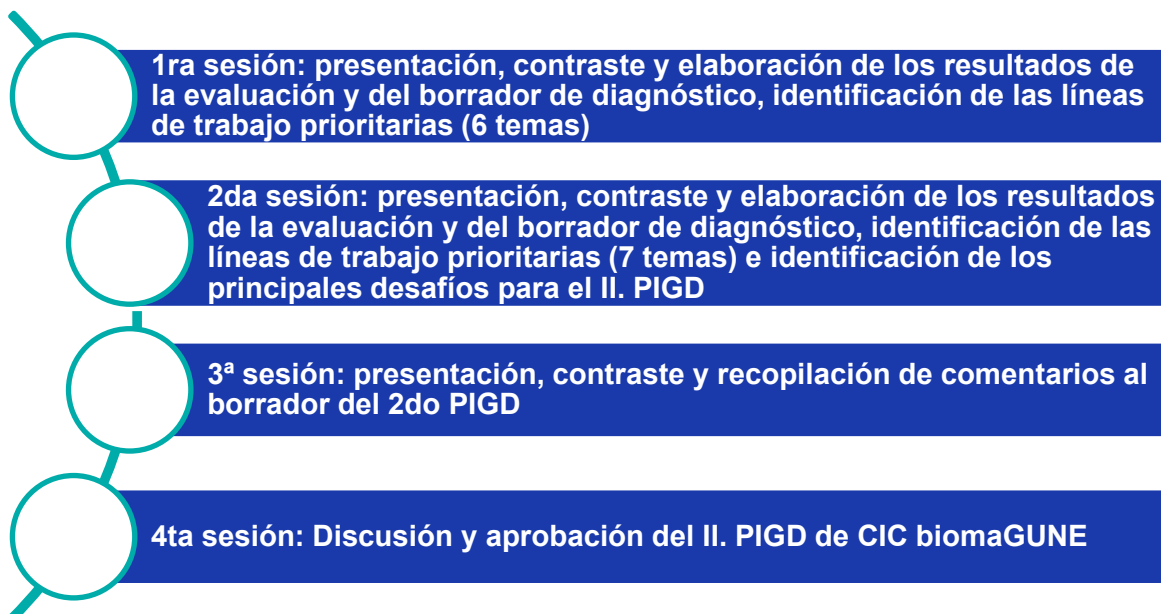 1ra sesión: presentación, contraste y elaboración de los resultados de
la evaluación y del borrador de diagnóstico, identificación de las líneas
de trabajo prioritarias (6 temas)
2da sesión: presentación, contraste y elaboración de los resultados
de la evaluación y del borrador de diagnóstico, identificación de las
líneas de trabajo prioritarias (7 temas) e identificación de los
principales desafíos para el II. PIGD
3ª sesión: presentación, contraste y recopilación de comentarios al
borrador del 2do PIGD
4ta sesión: Discusión y aprobación del II. PIGD de CIC biomaGUNE